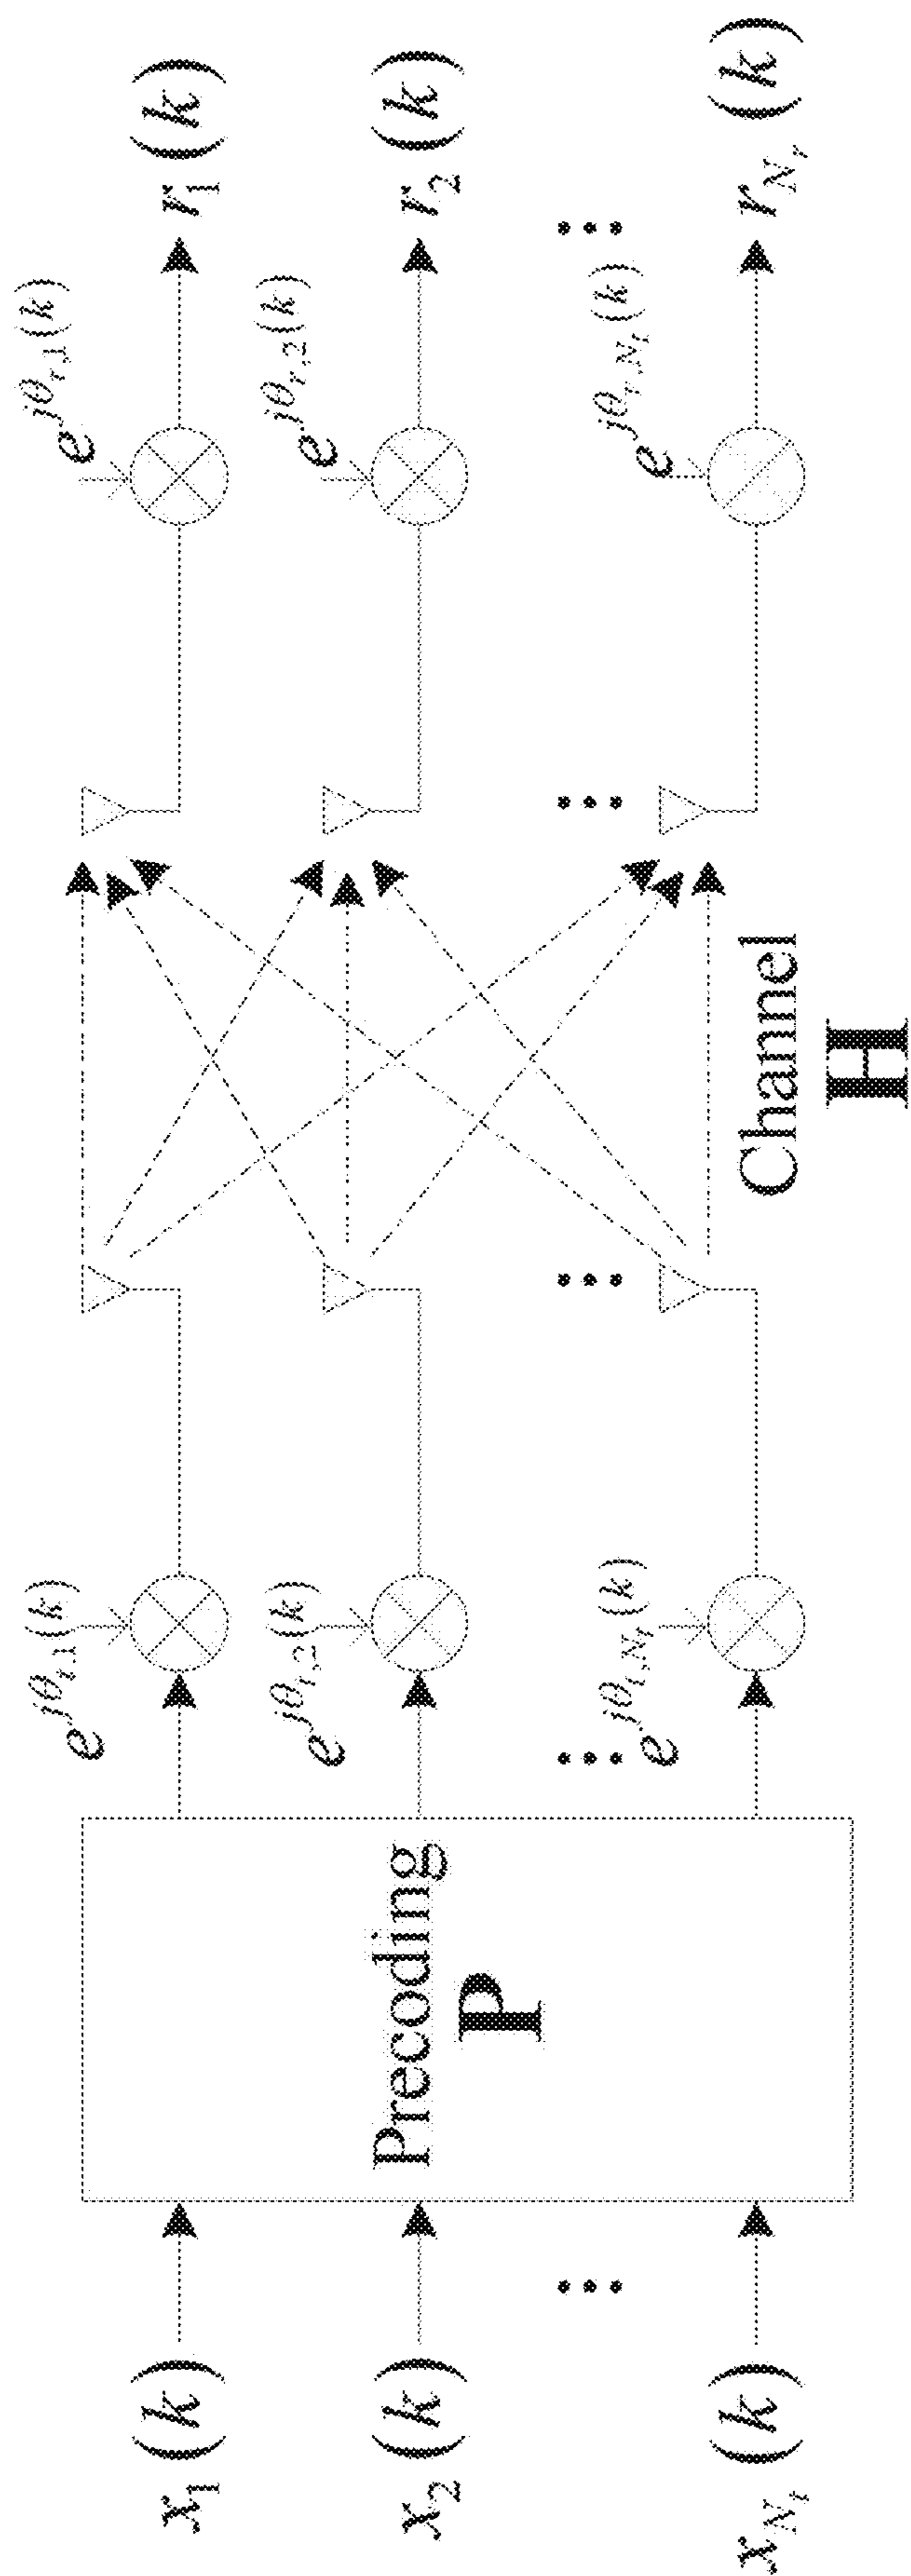 x_1(k)
x_2(k)
x_{N_t}(k)
Precoding
P
e^{jθ_{t,1}(k)}
e^{jθ_{t,2}(k)}
e^{jθ_{t,N_t}(k)}
Channel
H
e^{jθ_{r,1}(k)}
e^{jθ_{r,2}(k)}
e^{jθ_{r,N_r}(k)}
r_1(k)
r_2(k)
r_{N_r}(k)